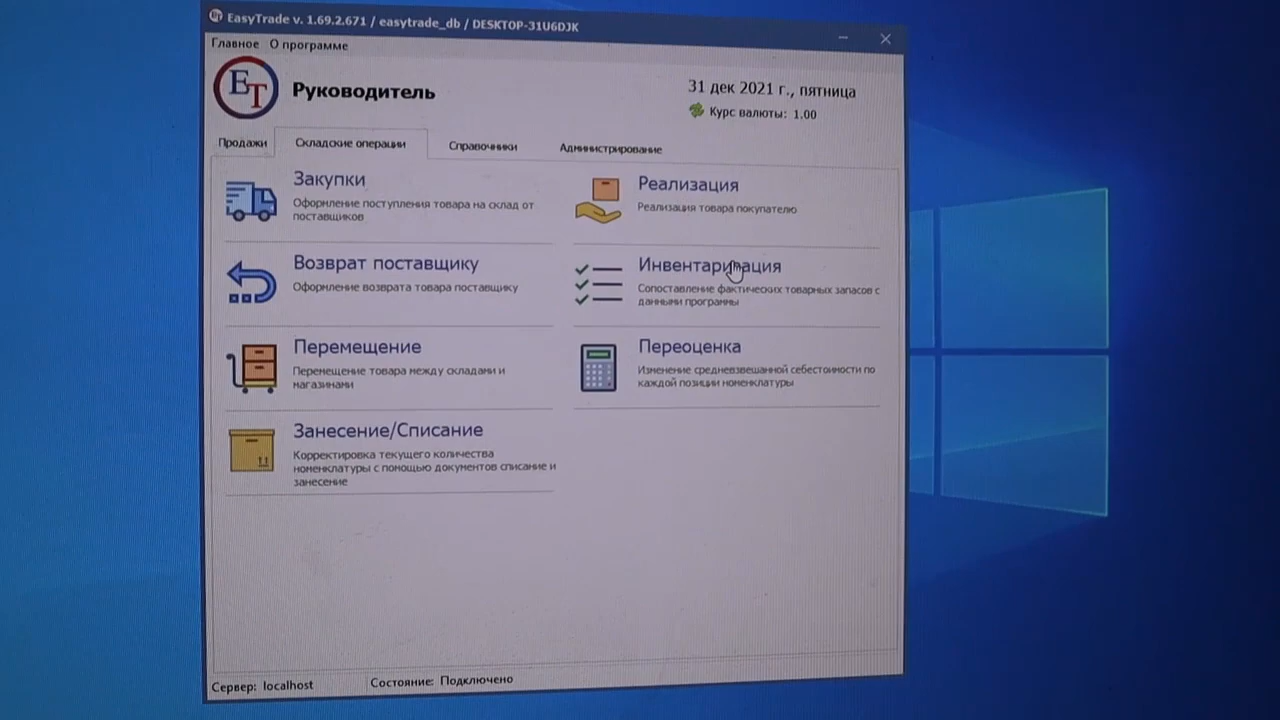 EasyTrade v. 1.69.2.671 / easytrade_db / DESKTOP-31U6DJK
Главное О программе
ET
Руководитель
31 дек 2021 г., пятница
Курс валюты: 1.00
Продажи
Складские операции
Справочники
Администрирование
Закупки
Оформление поступления товара на склад от
поставщиков
Реализация
Реализация товара покупателю
Возврат поставщику
Оформление возврата товара поставщику
Инвентаризация
Сопоставление фактических товарных запасов с
данными программы
Перемещение
Перемещение товара между складами и
магазинами
Переоценка
Изменение средневзвешанной себестоимости по
каждой позиции номенклатуры
Занесение/Списание
Корректировка текущего количества
номенклатуры с помощью документов списание и
занесение
Сервер: localhost
Состояние: Подключено